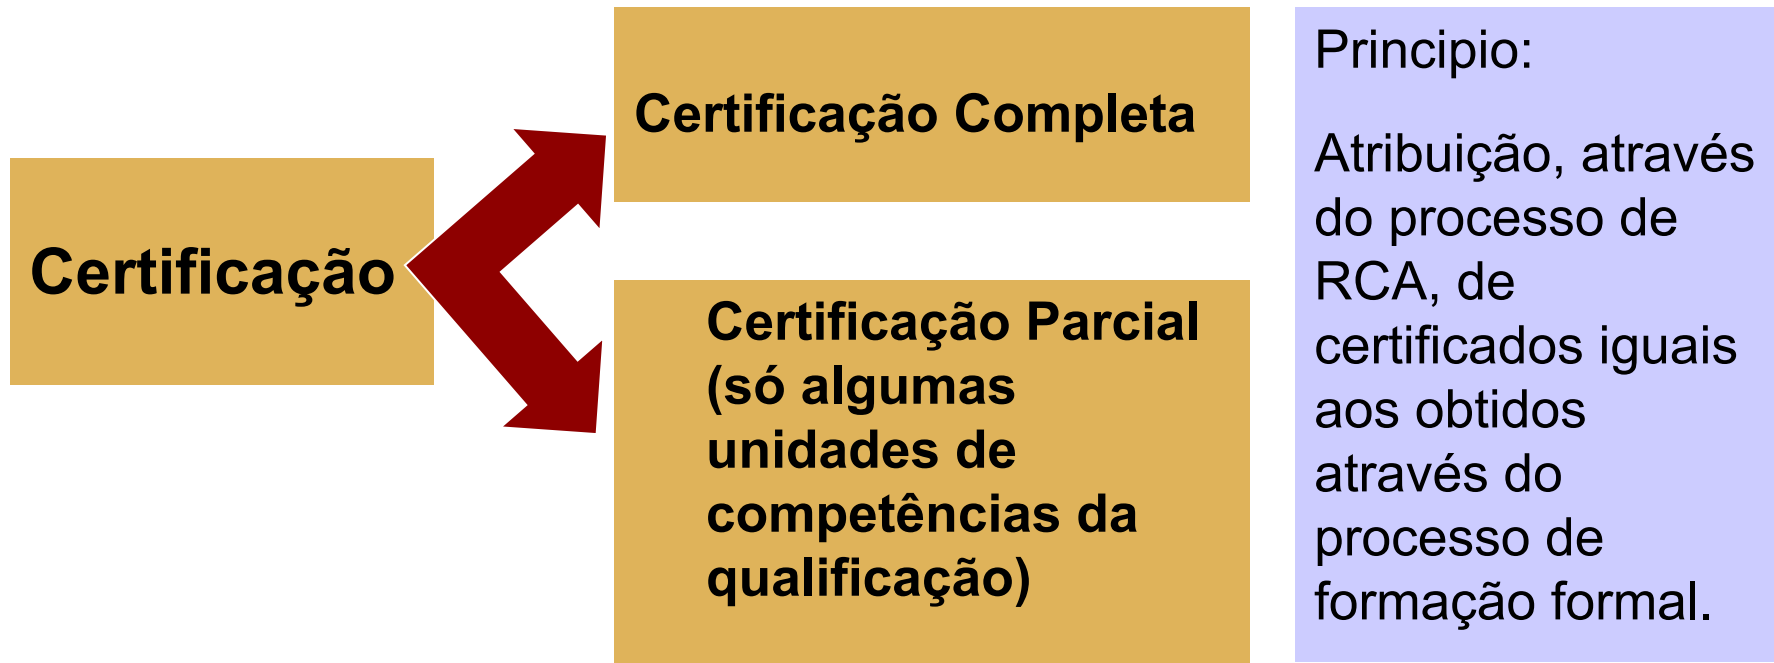 Certificação
Certificação Completa
Certificação Parcial
(só algumas
unidades de
competências da
qualificação)
Principio:
Atribuição, através
do processo de
RCA, de
certificados iguais
aos obtidos
através do
processo de
formação formal.